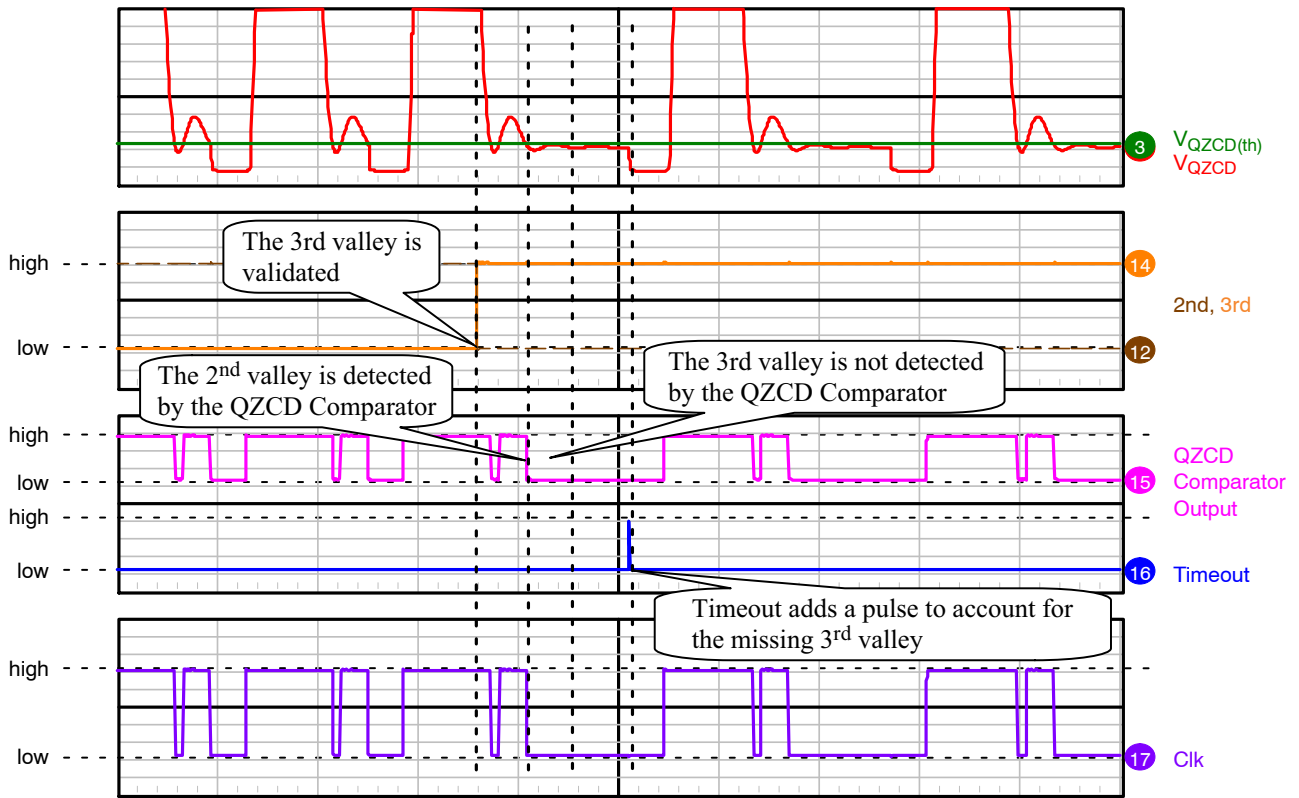 3
VQZCD(th)
VQZCD
The 3rd valley is
validated
high
14
2nd, 3rd
low
12
The 2nd valley is detected
by the QZCD Comparator
The 3rd valley is not detected
by the QZCD Comparator
high
low
15
QZCD
Comparator
Output
high
low
16
Timeout
Timeout adds a pulse to account for
the missing 3rd valley
high
low
17
Clk